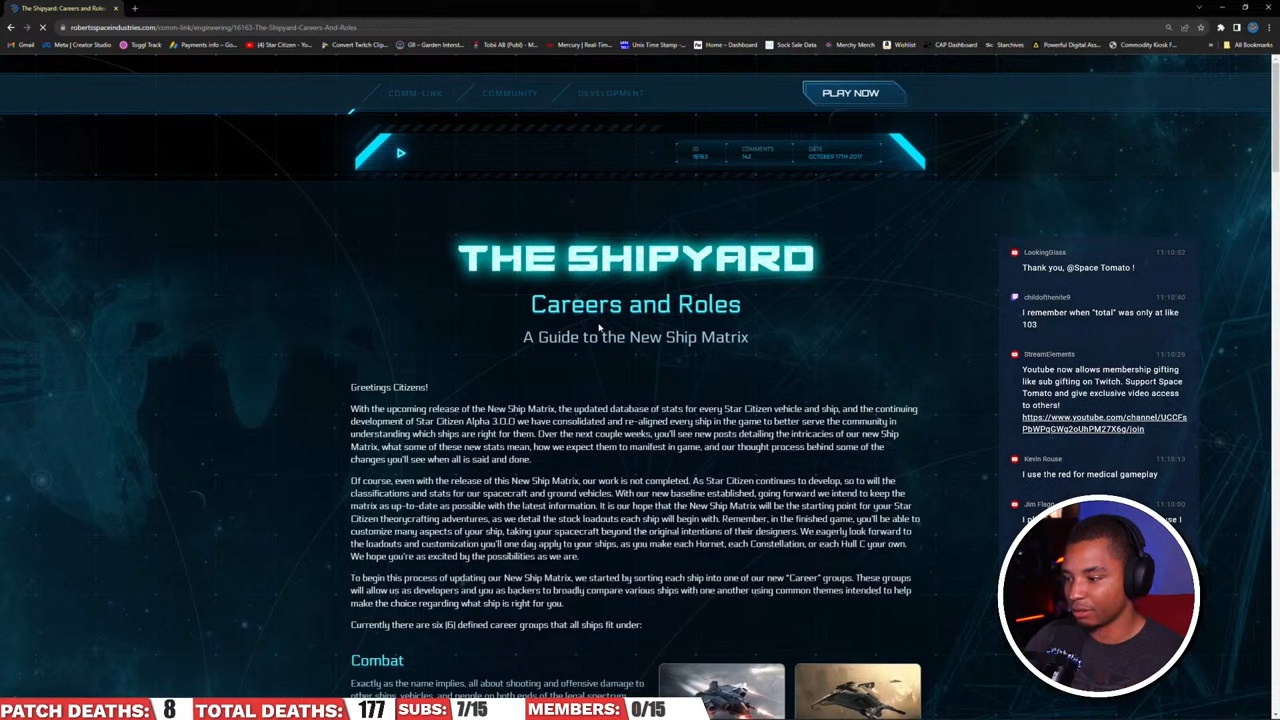 The Shipyard: Careers and Roles
robertsspaceindustries.com/comm-link/engineering/16163-The-Shipyard-Careers-And-Roles
Gmail
Meta | Creator Studio
Toggl Track
Payments info – Go...
(4) Star Citizen - Yo...
Convert Twitch Clip...
GII – Garden Interst...
Tobii AB (Publ) - M...
Mercury | Real-Tim...
Unix Time Stamp -...
Home – Dashboard
Sock Sale Data
Merchy Merch
Wishlist
CAP Dashboard
Starchives
Powerful Digital Ass...
Commodity Kiosk F...
All Bookmarks
COMM-LINK
COMMUNITY
DEVELOPMENT
PLAY NOW
ID
16163
COMMENTS
142
DATE
OCTOBER 17TH 2017
THE SHIPYARD
Careers and Roles
A Guide to the New Ship Matrix
Greetings Citizens!
With the upcoming release of the New Ship Matrix, the updated database of stats for every Star Citizen vehicle and ship, and the continuing
development of Star Citizen Alpha 3.0.0 we have consolidated and re-aligned every ship in the game to better serve the community in
understanding which ships are right for them. Over the next couple weeks, you'll see new posts detailing the intricacies of our new Ship
Matrix, what some of these new stats mean, how we expect them to manifest in game, and our thought process behind some of the
changes you'll see when all is said and done.
Of course, even with the release of this New Ship Matrix, our work is not completed. As Star Citizen continues to develop, so to will the
classifications and stats for our spacecraft and ground vehicles. With our new baseline established, going forward we intend to keep the
matrix as up-to-date as possible with the latest information. It is our hope that the New Ship Matrix will be the starting point for your Star
Citizen theorycrafting adventures, as we detail the stock loadouts each ship will begin with. Remember, in the finished game, you'll be able to
customize many aspects of your ship, taking your spacecraft beyond the original intentions of their designers. We eagerly look forward to
the loadouts and customization you'll one day apply to your ships, as you make each Hornet, each Constellation, or each Hull C your own.
We hope you're as excited by the possibilities as we are.
To begin this process of updating our New Ship Matrix, we started by sorting each ship into one of our new "Career" groups. These groups
will allow us as developers and you as backers to broadly compare various ships with one another using common themes intended to help
make the choice regarding what ship is right for you.
Currently there are six (6) defined career groups that all ships fit under:
Combat
Exactly as the name implies, all about shooting and offensive damage to
other ships, vehicles, and people on both ends of the legal spectrum
LookingGlass 11:10:52
Thank you, @Space Tomato !
childofthenite9 11:10:40
I remember when "total" was only at like
103
StreamElements 11:10:26
Youtube now allows membership gifting
like sub gifting on Twitch. Support Space
Tomato and give exclusive video access
to others!
https://www.youtube.com/channel/UCCFs
PbWPqGWg2oUhPM27X6g/join
Kevin Rouse 11:10:13
I use the red for medical gameplay
Jim Flagg 11:10:00
PATCH DEATHS: 8
TOTAL DEATHS: 177
SUBS: 7/15
MEMBERS: 0/15